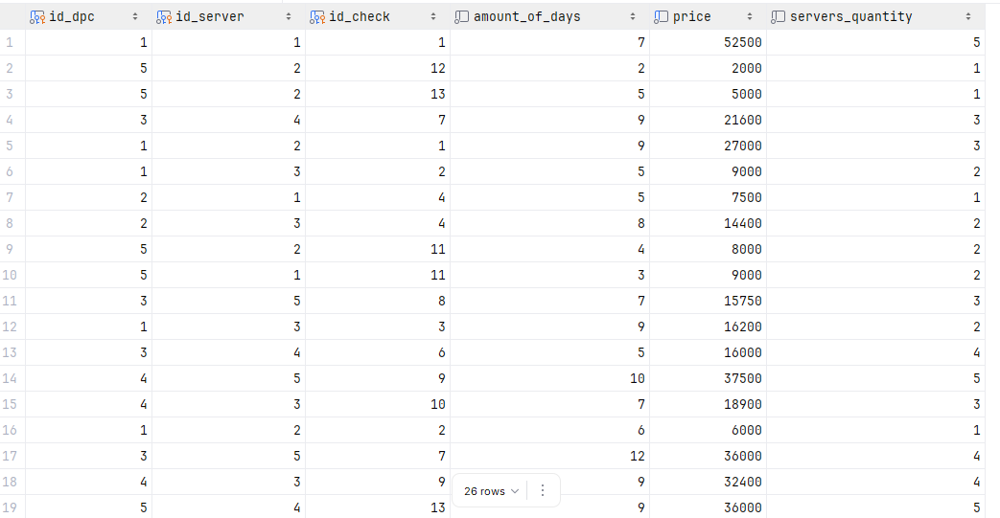 id_dpc id_server id_check amount_of_days price servers_quantity
1 1 1 1 7 52500 5
2 5 2 12 2 2000 1
3 5 2 13 5 5000 1
4 3 4 7 9 21600 3
5 1 2 1 9 27000 3
6 1 3 2 5 9000 2
7 2 1 4 5 7500 1
8 2 3 4 8 14400 2
9 5 2 11 4 8000 2
10 5 1 11 3 9000 2
11 3 5 8 7 15750 3
12 1 3 3 9 16200 2
13 3 4 6 5 16000 4
14 4 5 9 10 37500 5
15 4 3 10 7 18900 3
16 1 2 2 6 6000 1
17 3 5 7 12 36000 4
18 4 3 9 9 32400 4
26 rows
19 5 4 13 9 36000 5